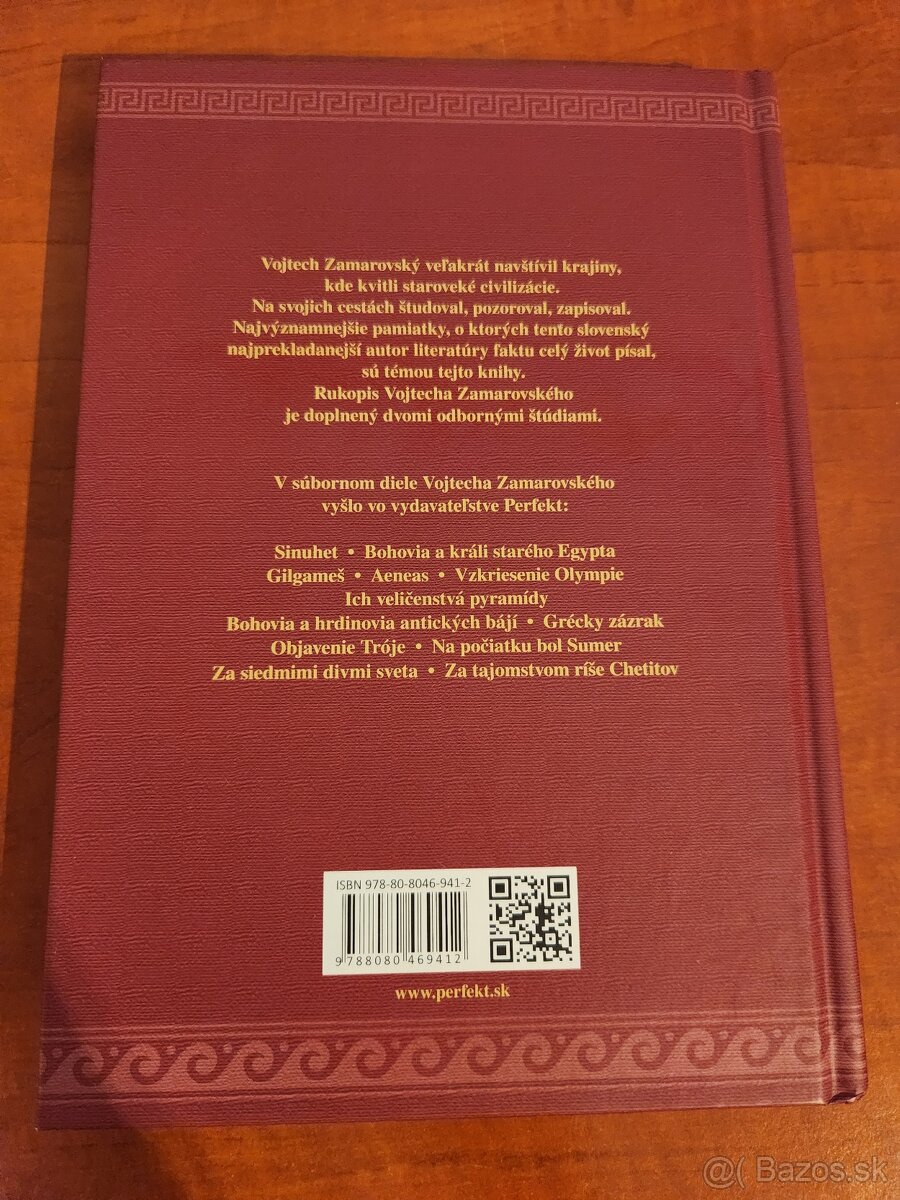 Vojtech Zamarovský veľakrát navštívil krajiny,
kde kvitli staroveké civilizácie.
Na svojich cestách študoval, pozoroval, zapisoval.
Najvýznamnejšie pamiatky, o ktorých tento slovenský
najprekladanejší autor literatúry faktu celý život písal,
sú témou tejto knihy.
Rukopis Vojtecha Zamarovského
je doplnený dvomi odbornými štúdiami.
V súbornom diele Vojtecha Zamarovského
vyšlo vo vydavateľstve Perfekt:
Sinuhet • Bohovia a králi starého Egypta
Gilgameš • Aeneas • Vzkriesenie Olympie
Ich veličenstvá pyramídy
Bohovia a hrdinovia antických bájí • Grécky zázrak
Objavenie Tróje • Na počiatku bol Sumer
Za siedmimi divmi sveta • Za tajomstvom ríše Chetitov
ISBN 978-80-8046-941-2
9 788080 469412
www.perfekt.sk
@( Bazos.sk